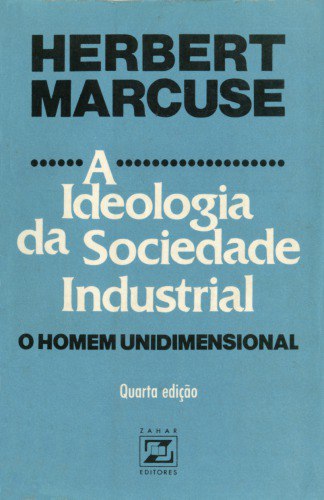 HERBERT
MARCUSE
A
Ideologia
da Sociedade
Industrial
O HOMEM UNIDIMENSIONAL
Quarta edição
ZAHAR
EDITORES